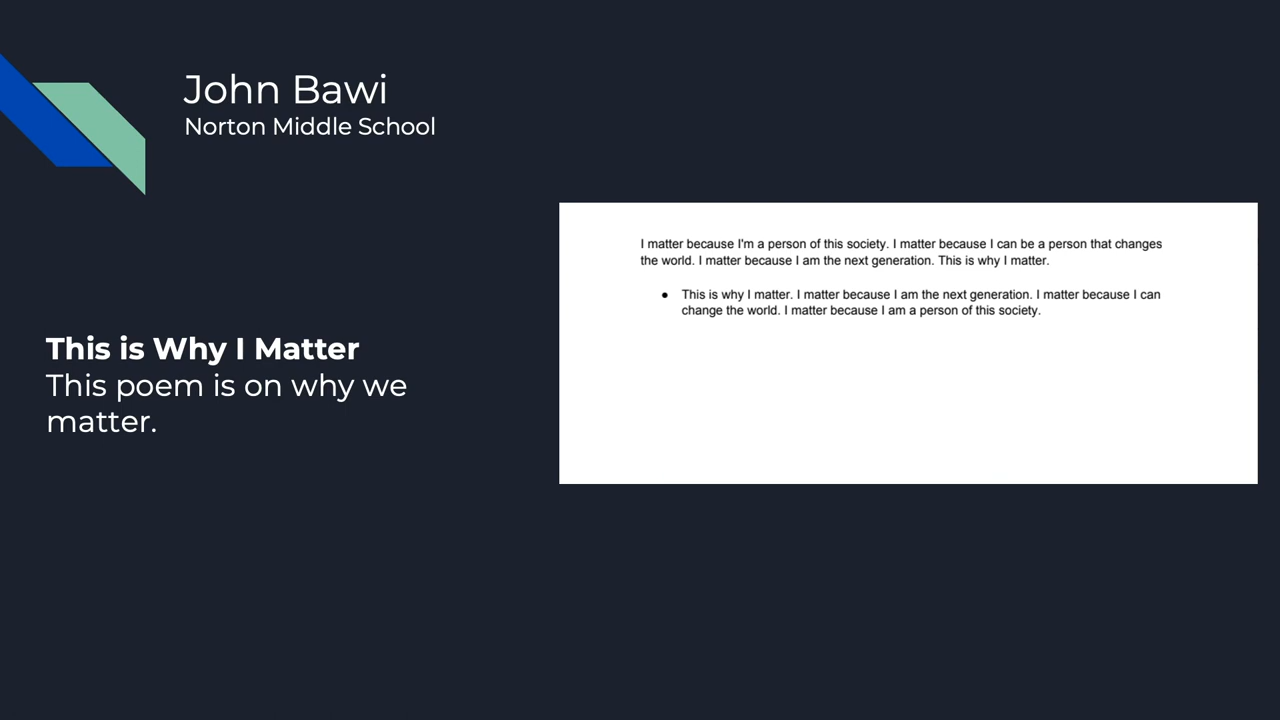 John Bawi
Norton Middle School
This is Why I Matter
This poem is on why we
matter.
I matter because I'm a person of this society. I matter because I can be a person that changes
the world. I matter because I am the next generation. This is why I matter.
● This is why I matter. I matter because I am the next generation. I matter because I can
change the world. I matter because I am a person of this society.